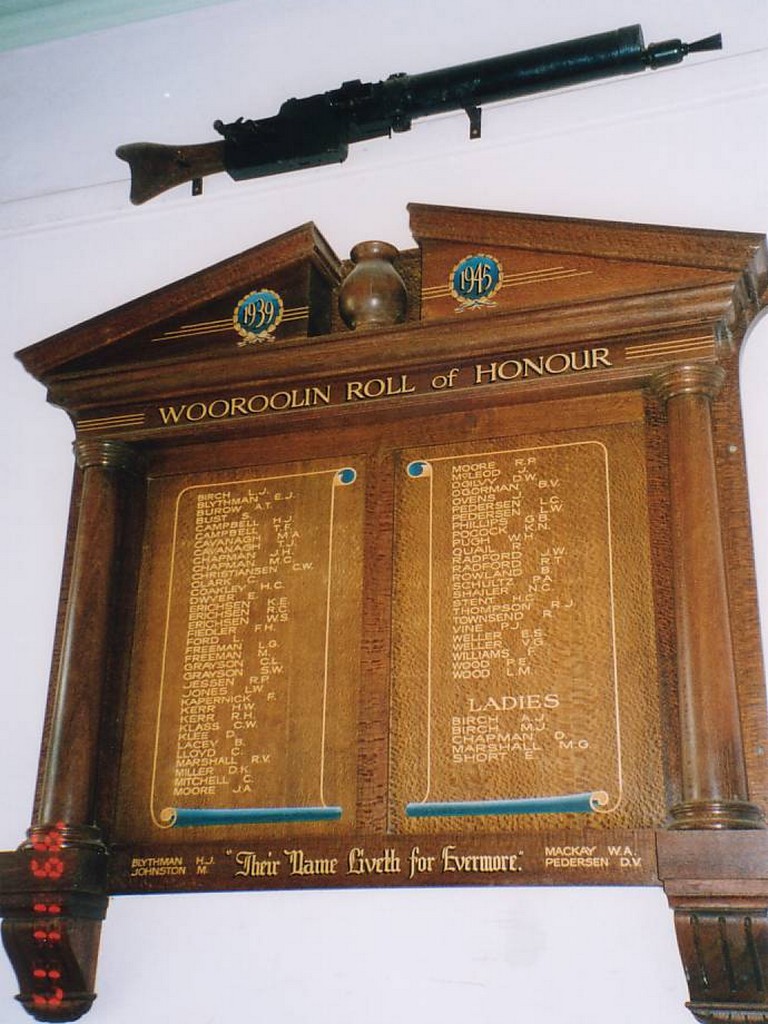 1939
1945
WOOROOLIN ROLL of HONOUR
BIRCH L.J.
BLYTHMAN E.J.
BUROW A.T.
BUST S.
CAMPBELL H.J.
CAMPBELL T.F.
CAVANAGH M.A.
CAVANAGH T.J.
CHAPMAN J.H.
CHAPMAN M.C.
CHRISTIANSEN C.W.
CLARK C.
COAKLEY H.C.
DWYER E.
ERICHSEN K.E.
ERICHSEN R.C.
ERICHSEN W.S.
FIEDLER F.H.
FORD L.
FREEMAN L.G.
FREEMAN M.
GRAYSON C.L.
GRAYSON S.W.
JESSEN R.P.
JONES L.W.
KAPERNICK F.
KERR H.W.
KERR R.H.
KLASS C.W.
KLEE D.
LACEY B.
LLOYD C.
MARSHALL R.V.
MILLER D.K.
MITCHELL C.
MOORE J.A.
MOORE R.P.
McLEOD J.
OGILVY D.W.
OGORMAN B.V.
OVENS J.
PEDERSEN L.C.
PEDERSEN L.W.
PHILLIPS G.B.
POCOCK K.N.
PUGH W.H.
QUAIL R.
RADFORD J.W.
RADFORD R.T.
ROWLAND B.
SCHULTZ P.A.
SHAILER N.C.
STENT H.C.
THOMPSON R.J.
TOWNSEND R.
VINE P.J.
WELLER E.S.
WELLER V.G.
WILLIAMS F.
WOOD P.E.
WOOD L.M.
LADIES
BIRCH A.J.
BIRCH M.J.
CHAPMAN O.
MARSHALL M.G.
SHORT E.
BLYTHMAN H.J.
JOHNSTON M.
"Their Name Liveth for Evermore."
MACKAY W.A.
PEDERSEN D.V.